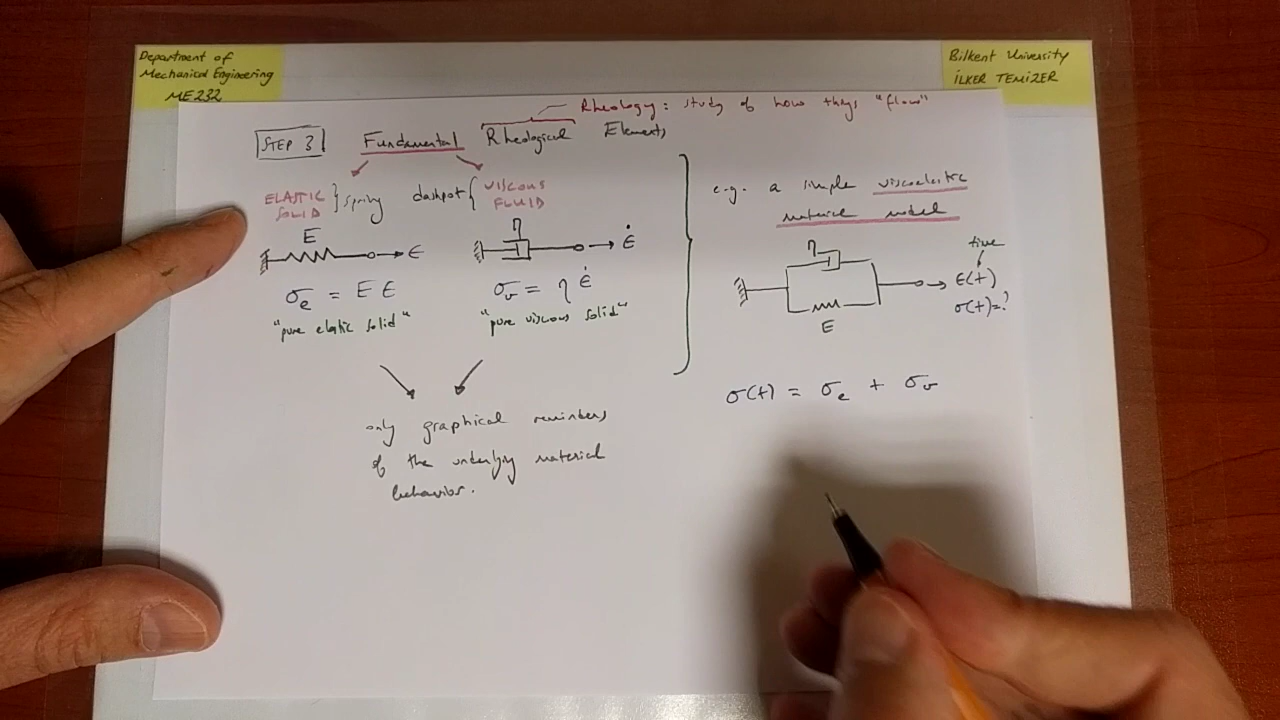 Department of
Mechanical Engineering
ME 232
Bilkent University
İLKER TEMİZER
Rheology: study of how things "flow"
STEP 3
Fundamental Rheological Elements
ELASTIC
SOLID
spring
dashpot
VISCOUS
FLUID
E
ϵ
η
ϵ̇
σe = E ϵ
σv = η ϵ̇
"pure elastic solid"
"pure viscous solid"
only graphical reminders
of the underlying material
behavior.
e.g. a simple viscoelastic
material model
time
η
ϵ(t)
σ(t)=?
E
σ(t) = σe + σv